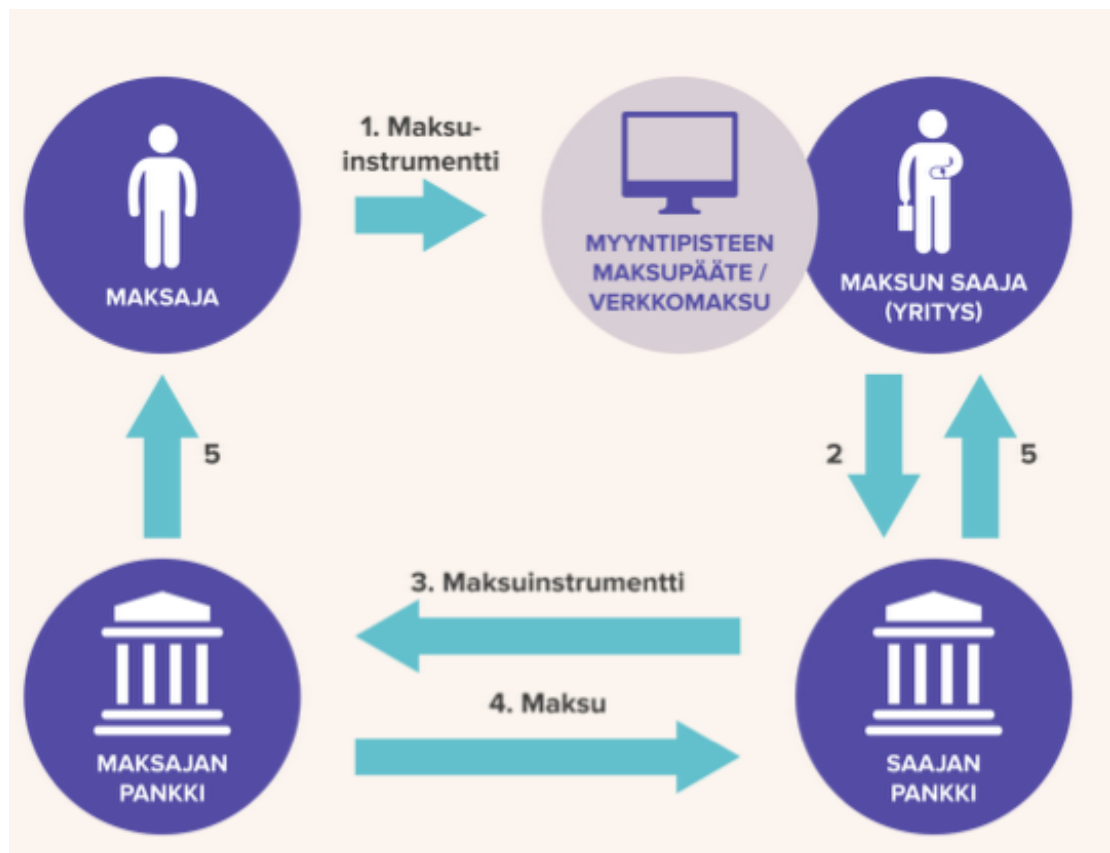 1. Maksu-
instrumentti
MAKSAJA
MYYNTIPISTEEN
MAKSUPÄÄTE /
VERKKOMAKSU
MAKSUN SAAJA
(YRITYS)
5
2
5
3. Maksuinstrumentti
4. Maksu
MAKSAJAN
PANKKI
SAAJAN
PANKKI